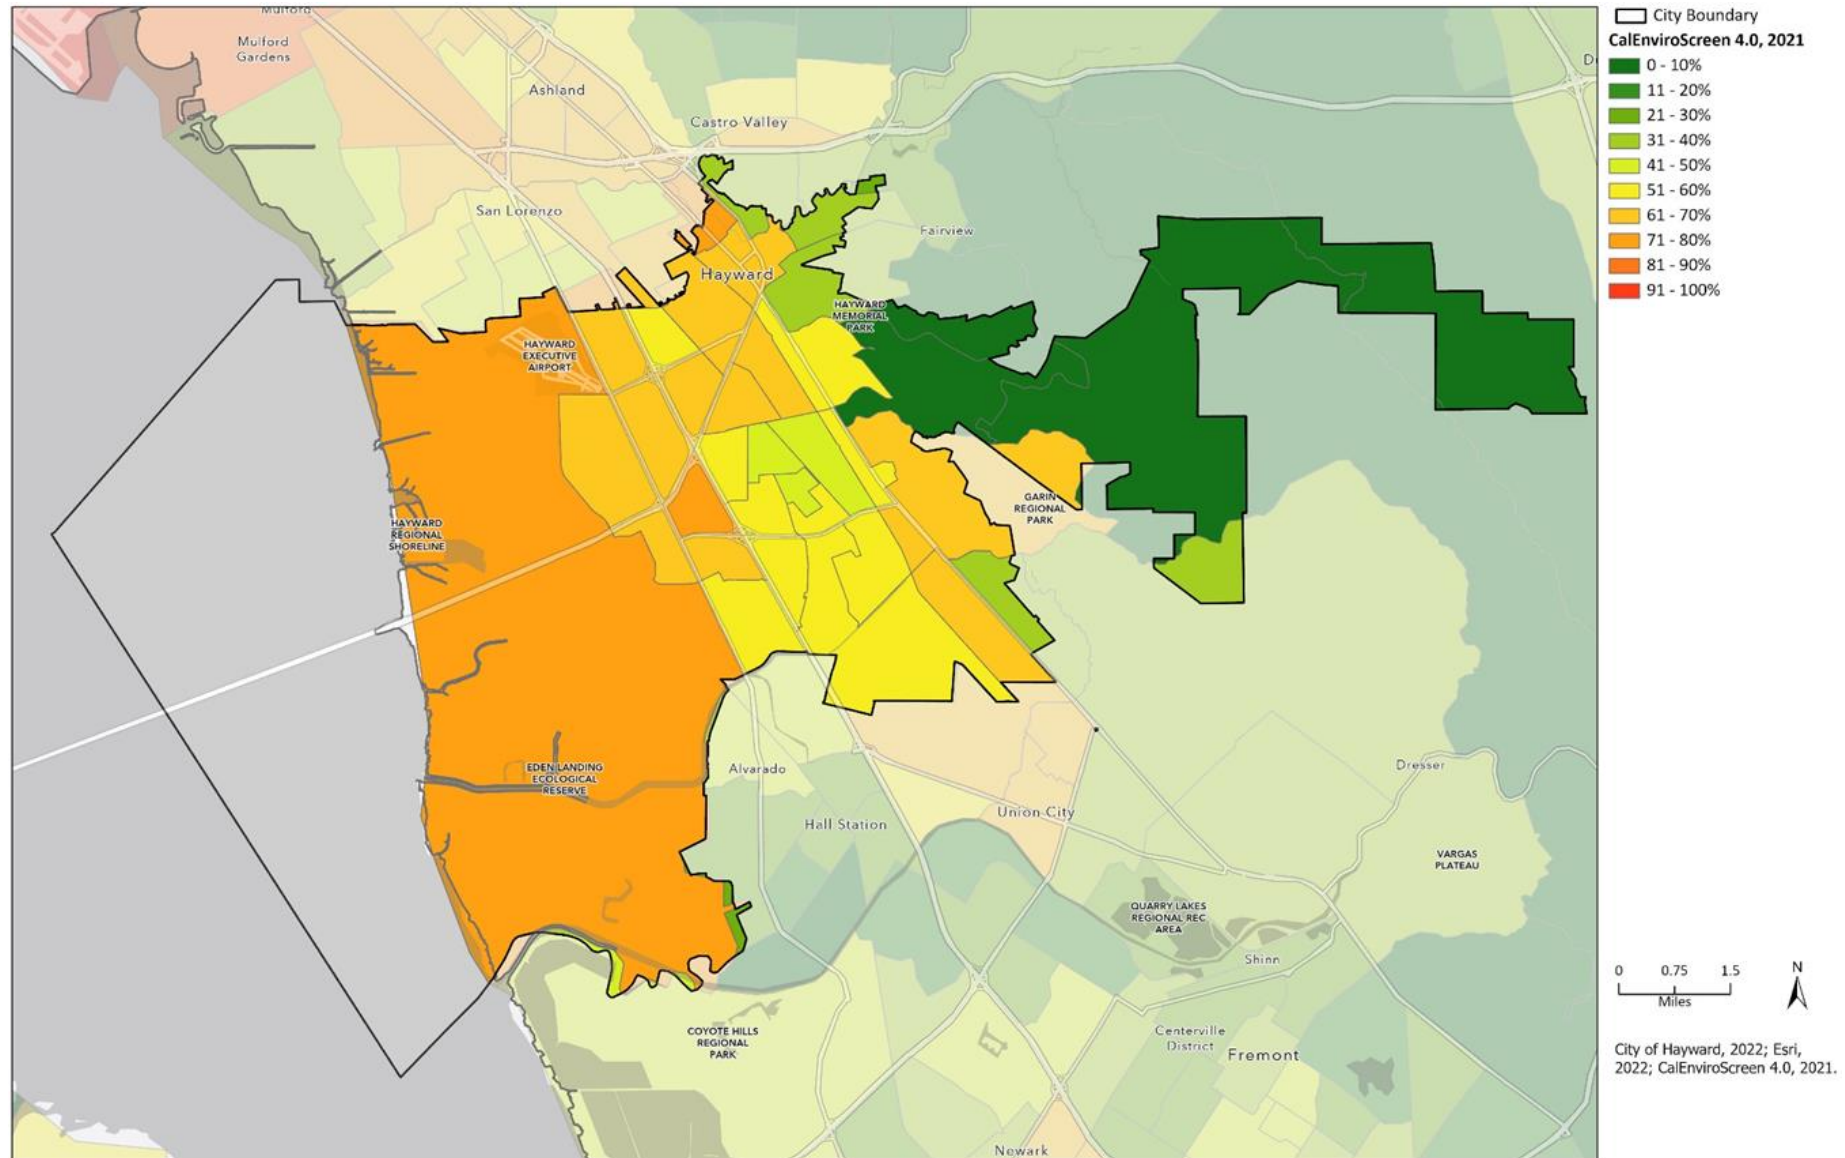 Mulford
Mulford
Gardens
Ashland
Castro Valley
San Lorenzo
Fairview
Hayward
HAYWARD
MEMORIAL
PARK
HAYWARD
EXECUTIVE
AIRPORT
HAYWARD
REGIONAL
SHORELINE
GARIN
REGIONAL
PARK
EDEN LANDING
ECOLOGICAL
RESERVE
Alvarado
Hall Station
Union City
Dresser
VARGAS
PLATEAU
QUARRY LAKES
REGIONAL REC
AREA
Shinn
COYOTE HILLS
REGIONAL
PARK
Centerville
District
Fremont
Newark
D
City Boundary
CalEnviroScreen 4.0, 2021
0 - 10%
11 - 20%
21 - 30%
31 - 40%
41 - 50%
51 - 60%
61 - 70%
71 - 80%
81 - 90%
91 - 100%
0 0.75 1.5
Miles
N
City of Hayward, 2022; Esri,
2022; CalEnviroScreen 4.0, 2021.